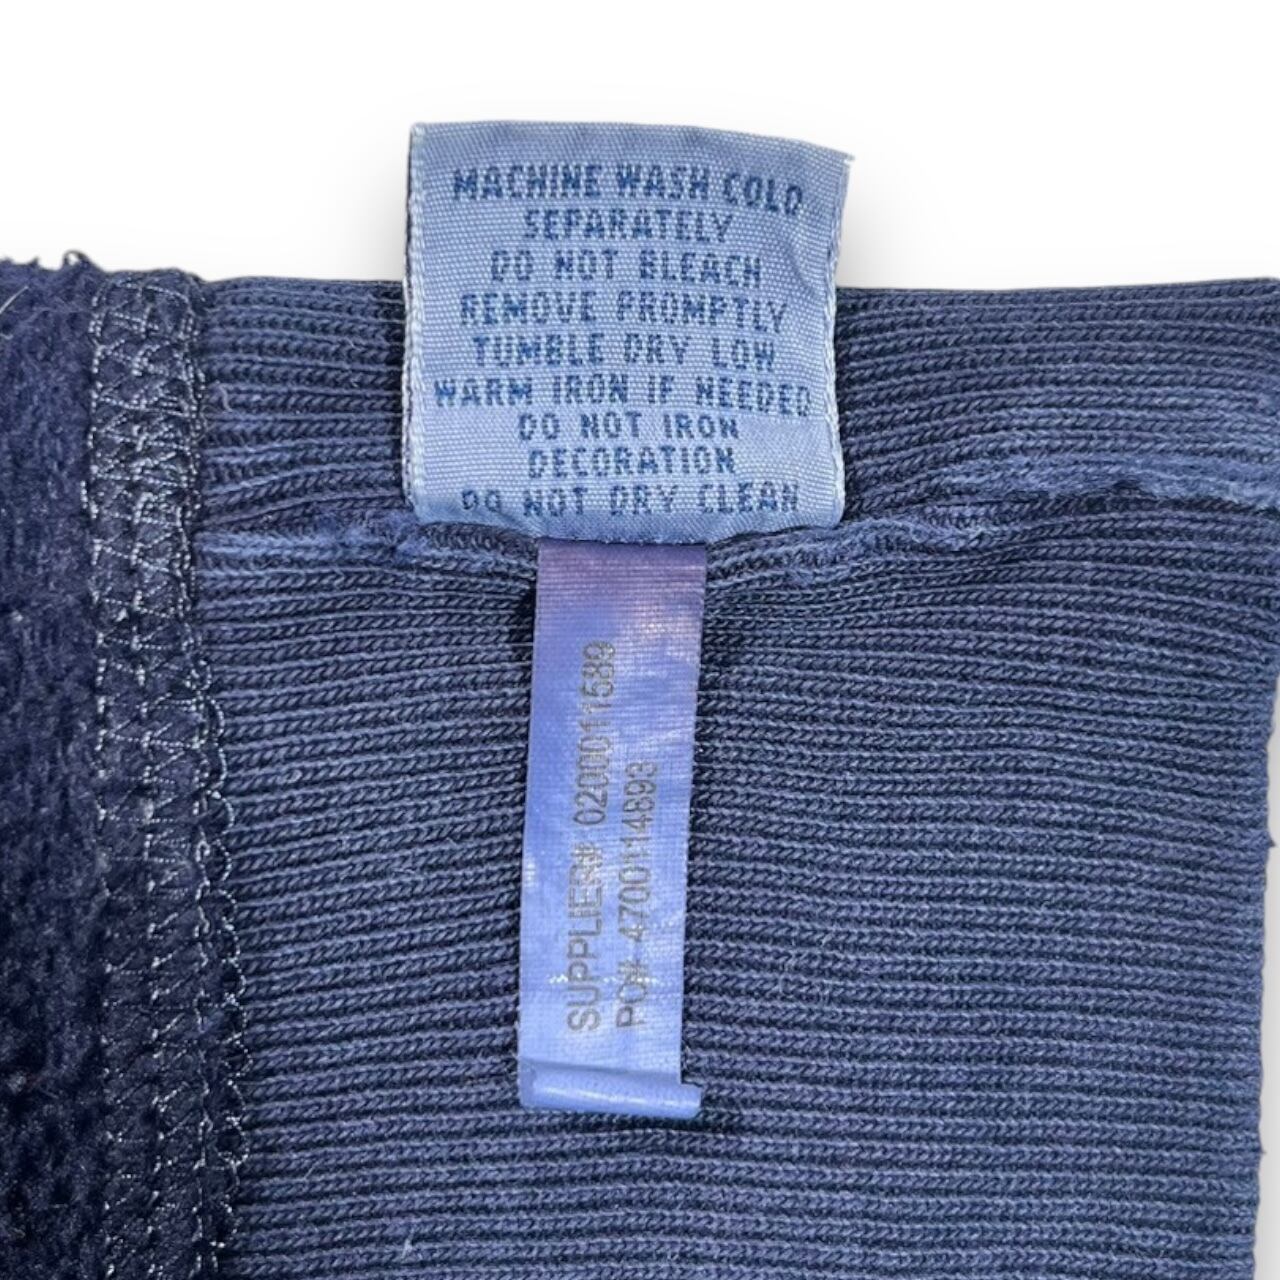 MACHINE WASH COLD
SEPARATELY
DO NOT BLEACH
REMOVE PROMPTLY
TUMBLE DRY LOW
WARM IRON IF NEEDED
DO NOT IRON
DECORATION
DO NOT DRY CLEAN
SUPPLIER# 0200011589
PO# 4700114893